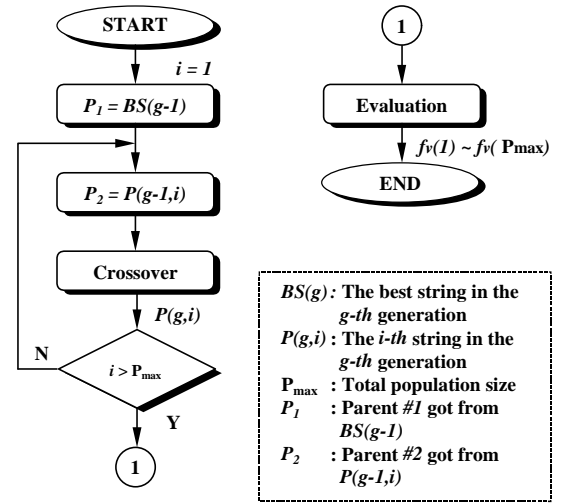 START
i = 1
P1 = BS(g-1)
P2 = P(g-1,i)
Crossover
P(g,i)
N
i > Pmax
Y
1
1
Evaluation
fv(1) ~ fv( Pmax)
END
BS(g) : The best string in the
g-th generation
P(g,i) : The i-th string in the
g-th generation
Pmax : Total population size
P1 : Parent #1 got from
BS(g-1)
P2 : Parent #2 got from
P(g-1,i)